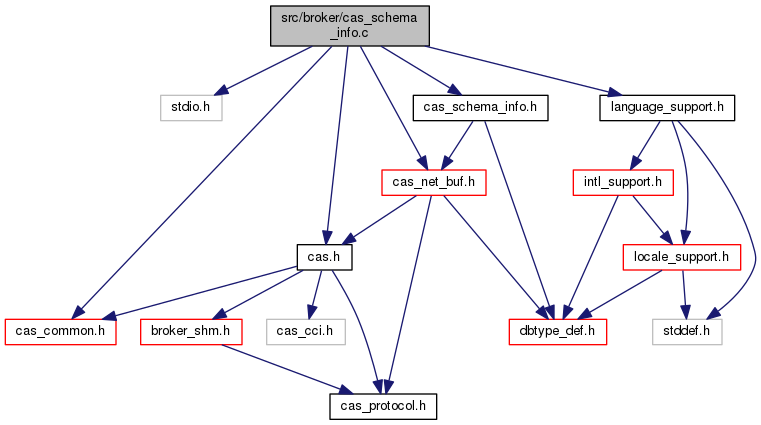 src/broker/cas_schema
_info.c
stdio.h
cas_schema_info.h
language_support.h
cas_net_buf.h
intl_support.h
cas.h
locale_support.h
cas_common.h
broker_shm.h
cas_cci.h
dbtype_def.h
stddef.h
cas_protocol.h